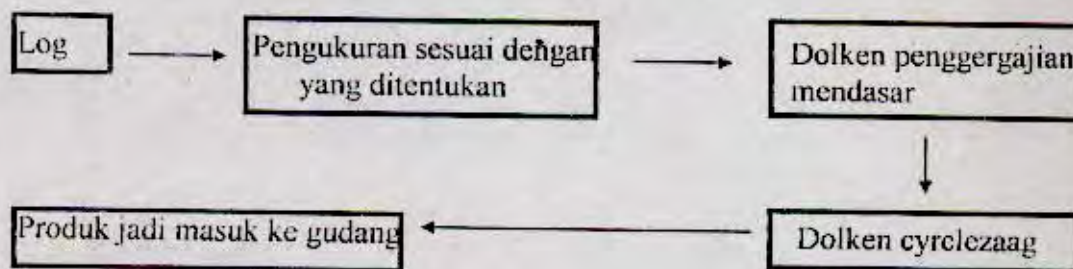 Log
Pengukuran sesuai dengan
yang ditentukan
Dolken penggergajian
mendasar
Dolken cyrclezaag
Produk jadi masuk ke gudang